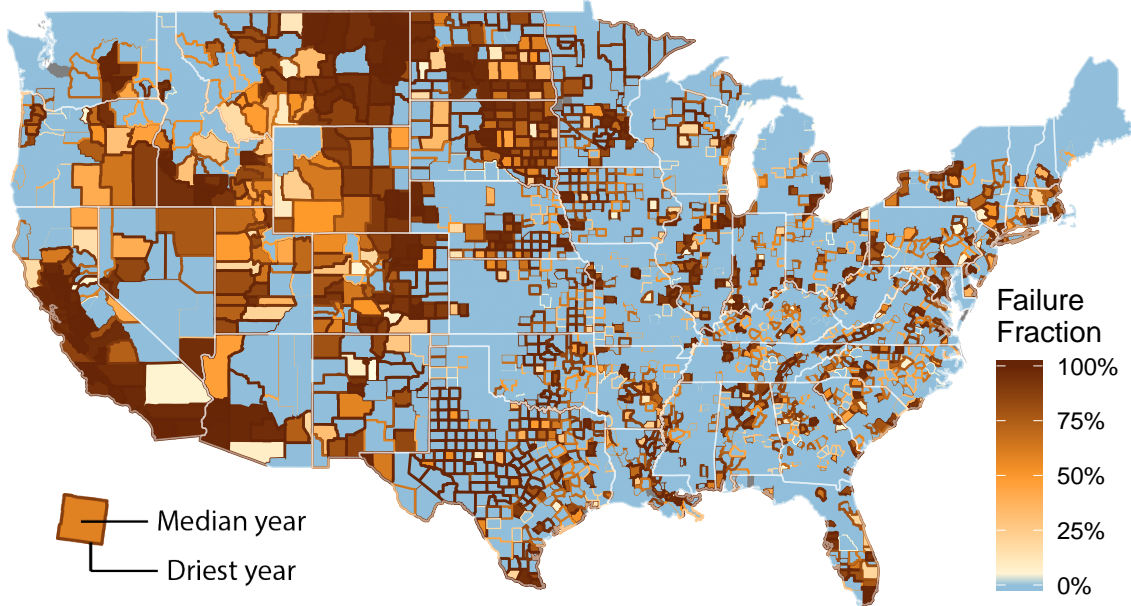 Failure
Fraction
100%
75%
50%
25%
0%
Median year
Driest year